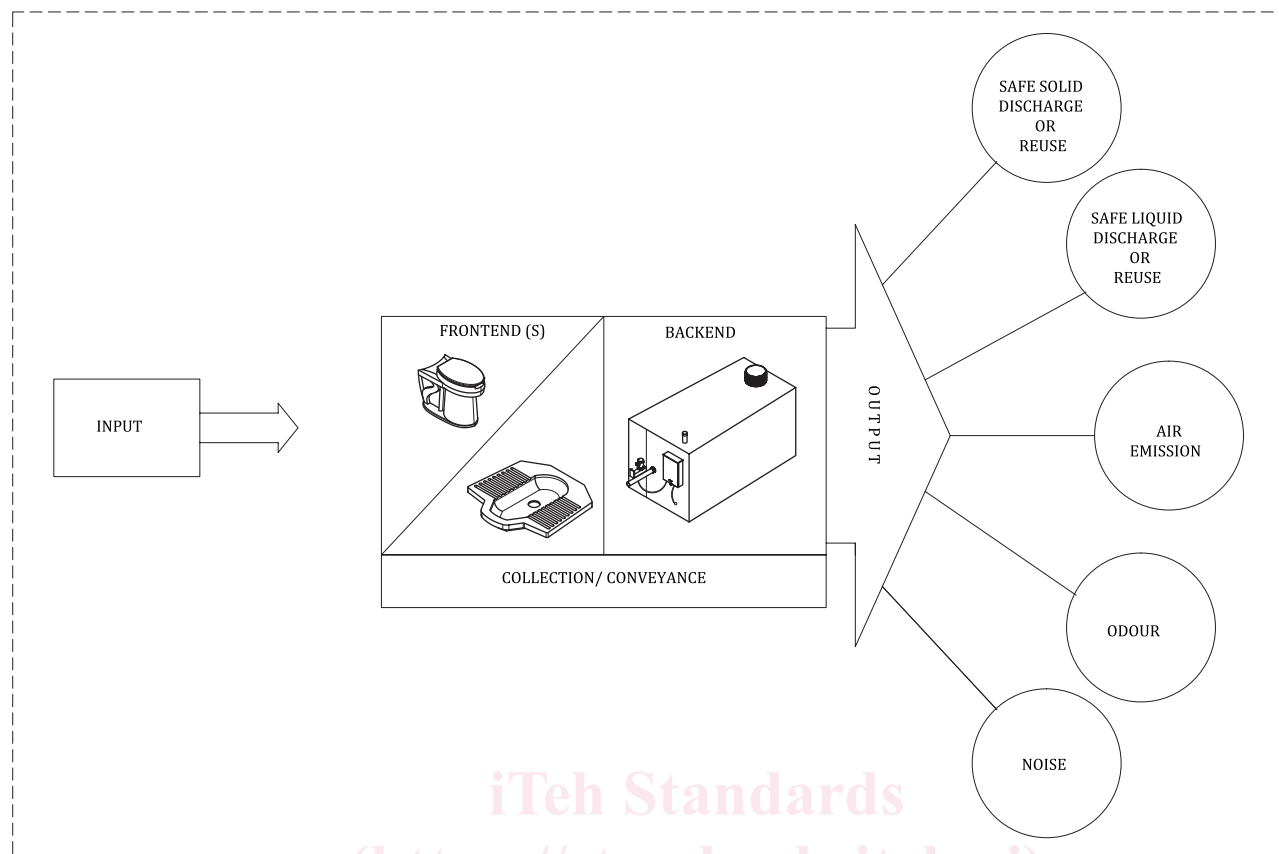 SAFE SOLID
DISCHARGE
OR
REUSE
SAFE LIQUID
DISCHARGE
OR
REUSE
FRONTEND (S)
BACKEND
INPUT
OUTPUT
AIR
EMISSION
COLLECTION/ CONVEYANCE
ODOUR
NOISE
iTeh Standards